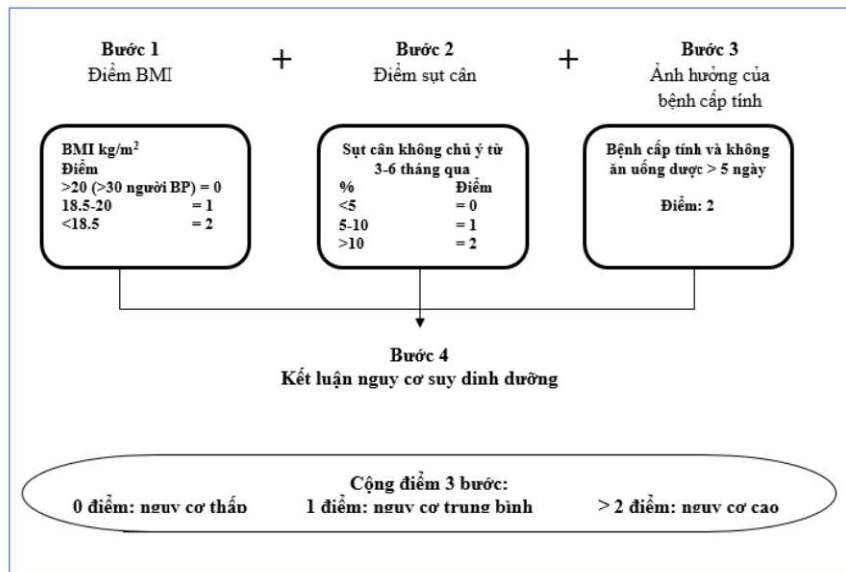 Bước 1
Điểm BMI
+
Bước 2
Điểm sụt cân
+
Bước 3
Ảnh hưởng của
bệnh cấp tính
BMI kg/m²
Điểm
>20 (>30 người BP) = 0
18.5-20 = 1
<18.5 = 2
Sụt cân không chủ ý từ
3-6 tháng qua
% Điểm
<5 = 0
5-10 = 1
>10 = 2
Bệnh cấp tính và không
ăn uống dược > 5 ngày
Điểm: 2
Bước 4
Kết luận nguy cơ suy dinh dưỡng
Cộng điểm 3 bước:
0 điểm: nguy cơ thấp 1 điểm: nguy cơ trung bình > 2 điểm: nguy cơ cao